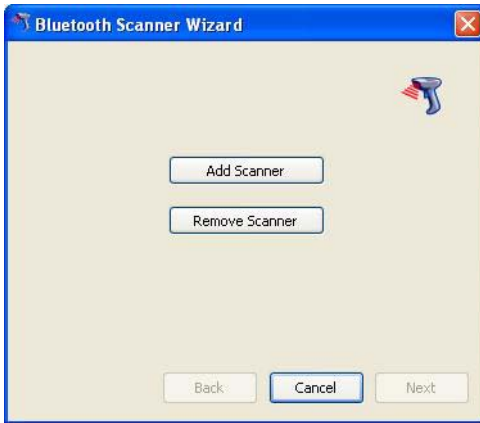 Bluetooth Scanner Wizard
Add Scanner
Remove Scanner
Back Cancel Next